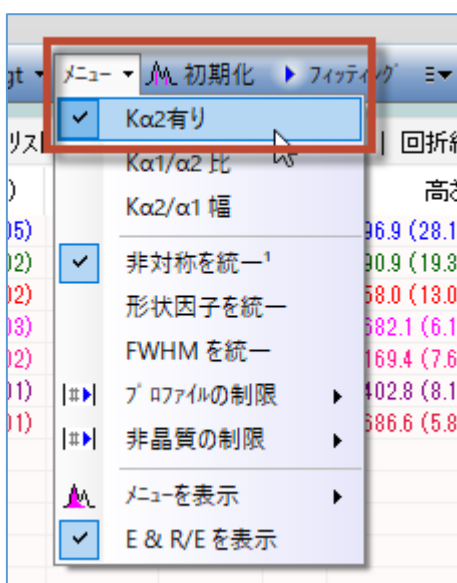 gt メニュー 初期化 フィッティング
Kα2有り
リスト 回折
Kα1/α2 比
) 高
Kα2/α1 幅
05) 96.9 (28.1
02) 非対称を統一¹ 90.9 (19.3
02) 形状因子を統一 58.0 (13.0
03) 682.1 (6.1
02) FWHM を統一 169.4 (7.6
01) プロファイルの制限 402.8 (8.1
01) 非晶質の制限 686.6 (5.8
メニューを表示
E & R/E を表示